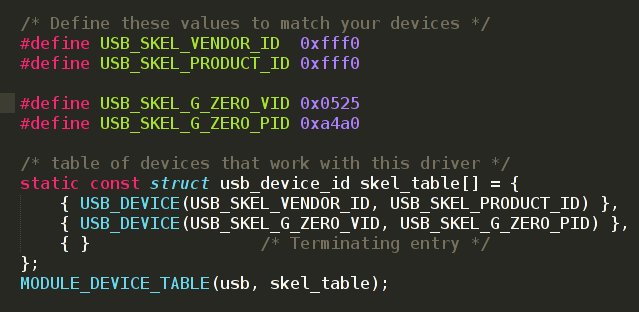 /* Define these values to match your devices */
#define USB_SKEL_VENDOR_ID  0xfff0
#define USB_SKEL_PRODUCT_ID 0xfff0

#define USB_SKEL_G_ZERO_VID 0x0525
#define USB_SKEL_G_ZERO_PID 0xa4a0

/* table of devices that work with this driver */
static const struct usb_device_id skel_table[] = {
    { USB_DEVICE(USB_SKEL_VENDOR_ID, USB_SKEL_PRODUCT_ID) },
    { USB_DEVICE(USB_SKEL_G_ZERO_VID, USB_SKEL_G_ZERO_PID) },
    { }                 /* Terminating entry */
};
MODULE_DEVICE_TABLE(usb, skel_table);